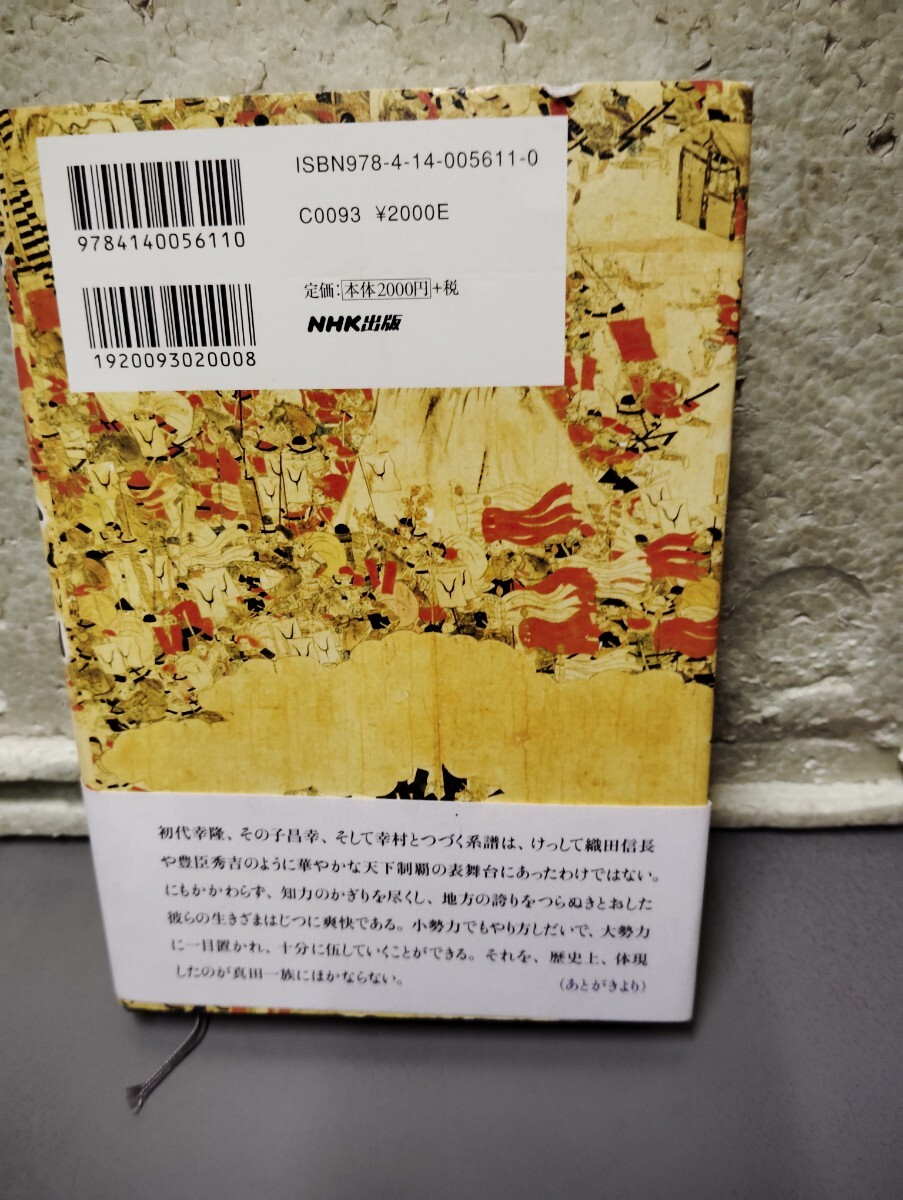 ISBN978-4-14-005611-0
9784140056110
C0093 ¥2000E
定価：本体2000円+税
1920093020008
NHK出版
初代幸隆、その子昌幸、そして幸村とつづく系譜は、けっして織田信長
や豊臣秀吉のように華やかな天下制覇の表舞台にあったわけではない。
にもかかわらず、知力のかぎりを尽くし、地方の誇りをつらぬきとおした
彼らの生きざまはじつに爽快である。小勢力でもやり方しだいで、大勢力
に一目置かれ、十分に伍していくことができる。それを、歴史上、体現
したのが真田一族にほかならない。
（あとがきより）